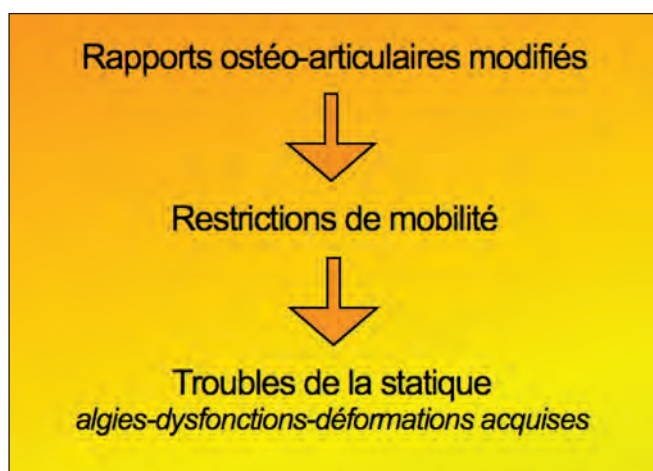 Rapports ostéo-articulaires modifiés
Restrictions de mobilité
Troubles de la statique
algies-dysfonctions-déformations acquises